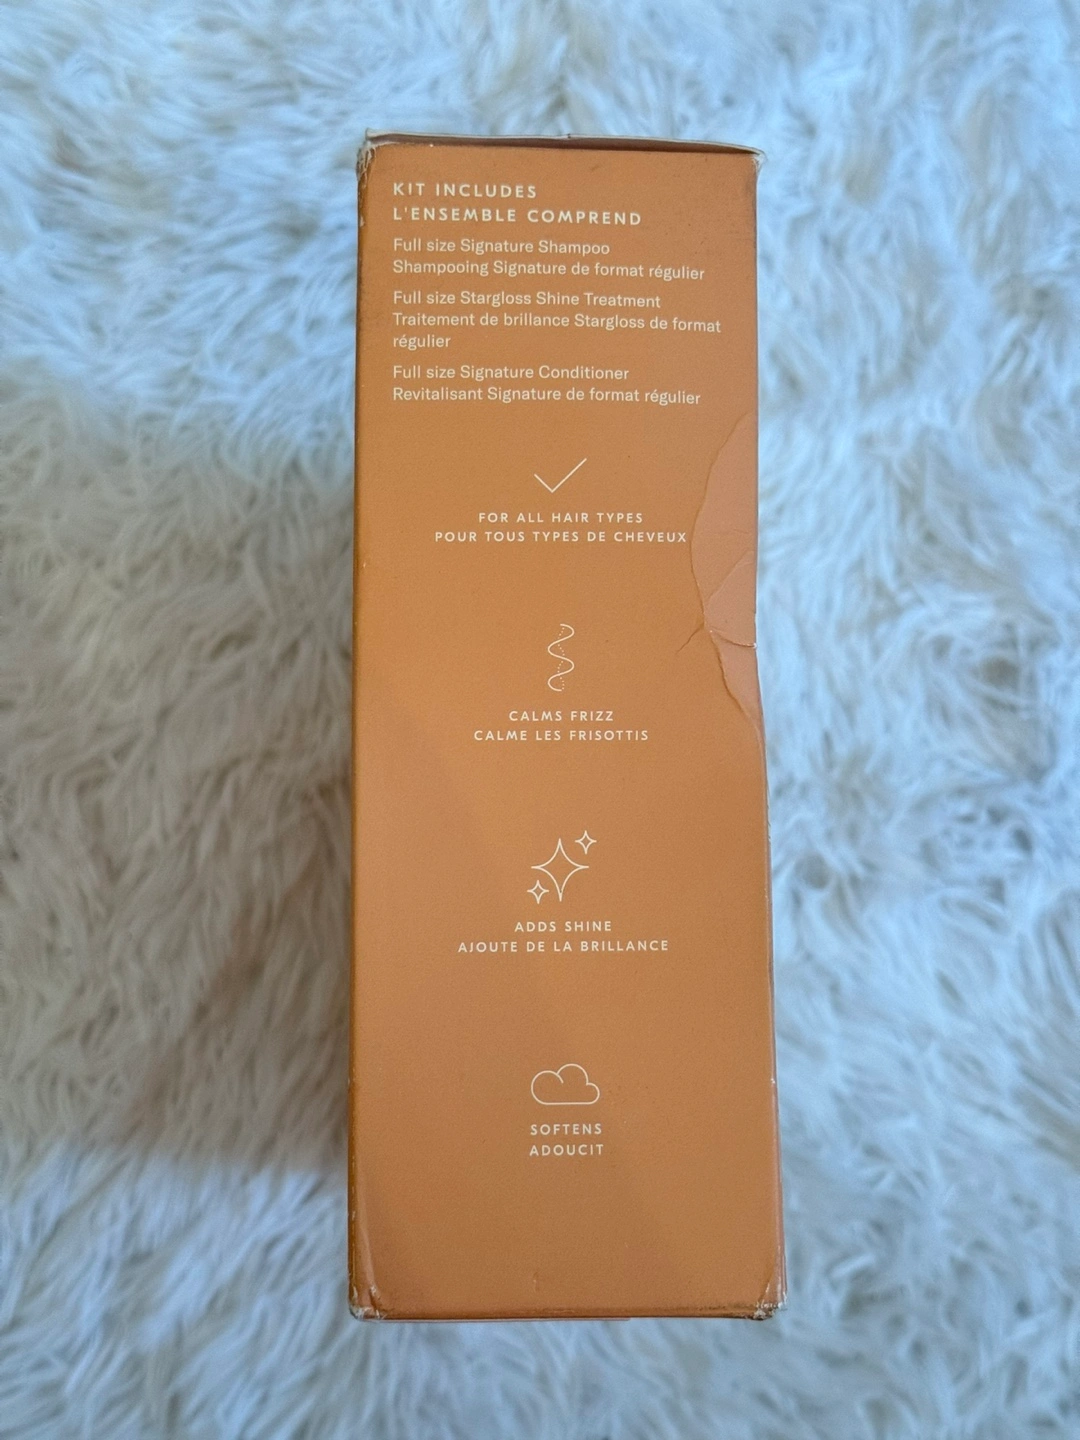 KIT INCLUDES
L'ENSEMBLE COMPREND
Full size Signature Shampoo
Shampooing Signature de format régulier
Full size Stargloss Shine Treatment
Traitement de brillance Stargloss de format
régulier
Full size Signature Conditioner
Revitalisant Signature de format régulier
FOR ALL HAIR TYPES
POUR TOUS TYPES DE CHEVEUX
CALMS FRIZZ
CALME LES FRISOTTIS
ADDS SHINE
AJOUTE DE LA BRILLANCE
SOFTENS
ADOUCIT